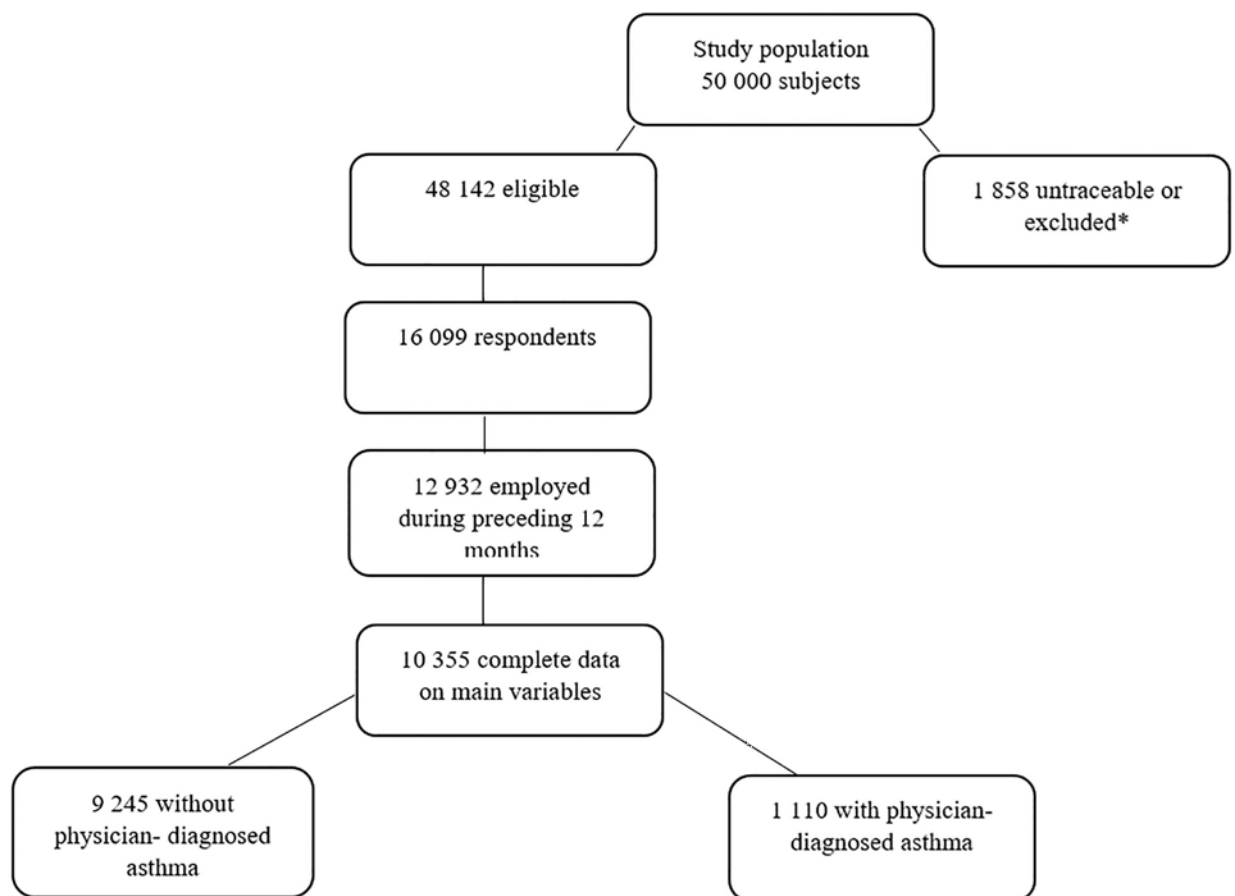 Study population
50 000 subjects
48 142 eligible
1 858 untraceable or
excluded*
16 099 respondents
12 932 employed
during preceding 12
months
10 355 complete data
on main variables
9 245 without
physician- diagnosed
asthma
1 110 with physician-
diagnosed asthma